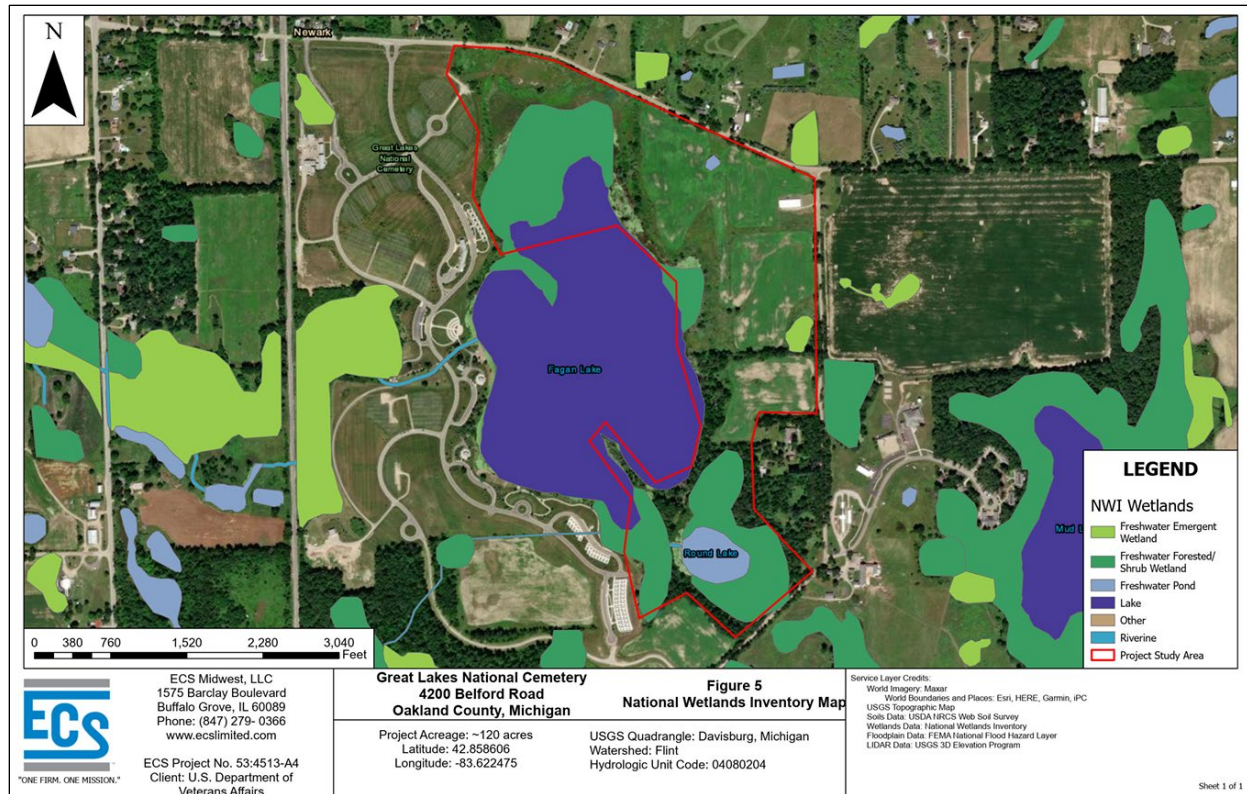 N
Newark
Great Lakes
National
Cemetery
Fagan Lake
Round Lake
Mud L
LEGEND
NWI Wetlands
Freshwater Emergent
Wetland
Freshwater Forested/
Shrub Wetland
Freshwater Pond
Lake
Other
Riverine
Project Study Area
0 380 760 1,520 2,280 3,040
Feet
ECS
"ONE FIRM. ONE MISSION."
ECS Midwest, LLC
1575 Barclay Boulevard
Buffalo Grove, IL 60089
Phone: (847) 279- 0366
www.ecslimited.com
ECS Project No. 53:4513-A4
Client: U.S. Department of
Veterans Affairs
Great Lakes National Cemetery
4200 Belford Road
Oakland County, Michigan
Figure 5
National Wetlands Inventory Map
Project Acreage: ~120 acres
Latitude: 42.858606
Longitude: -83.622475
USGS Quadrangle: Davisburg, Michigan
Watershed: Flint
Hydrologic Unit Code: 04080204
Service Layer Credits:
World Imagery: Maxar
World Boundaries and Places: Esri, HERE, Garmin, iPC
USGS Topographic Map
Soils Data: USDA NRCS Web Soil Survey
Wetlands Data: National Wetlands Inventory
Floodplain Data: FEMA National Flood Hazard Layer
LIDAR Data: USGS 3D Elevation Program
Sheet 1 of 1